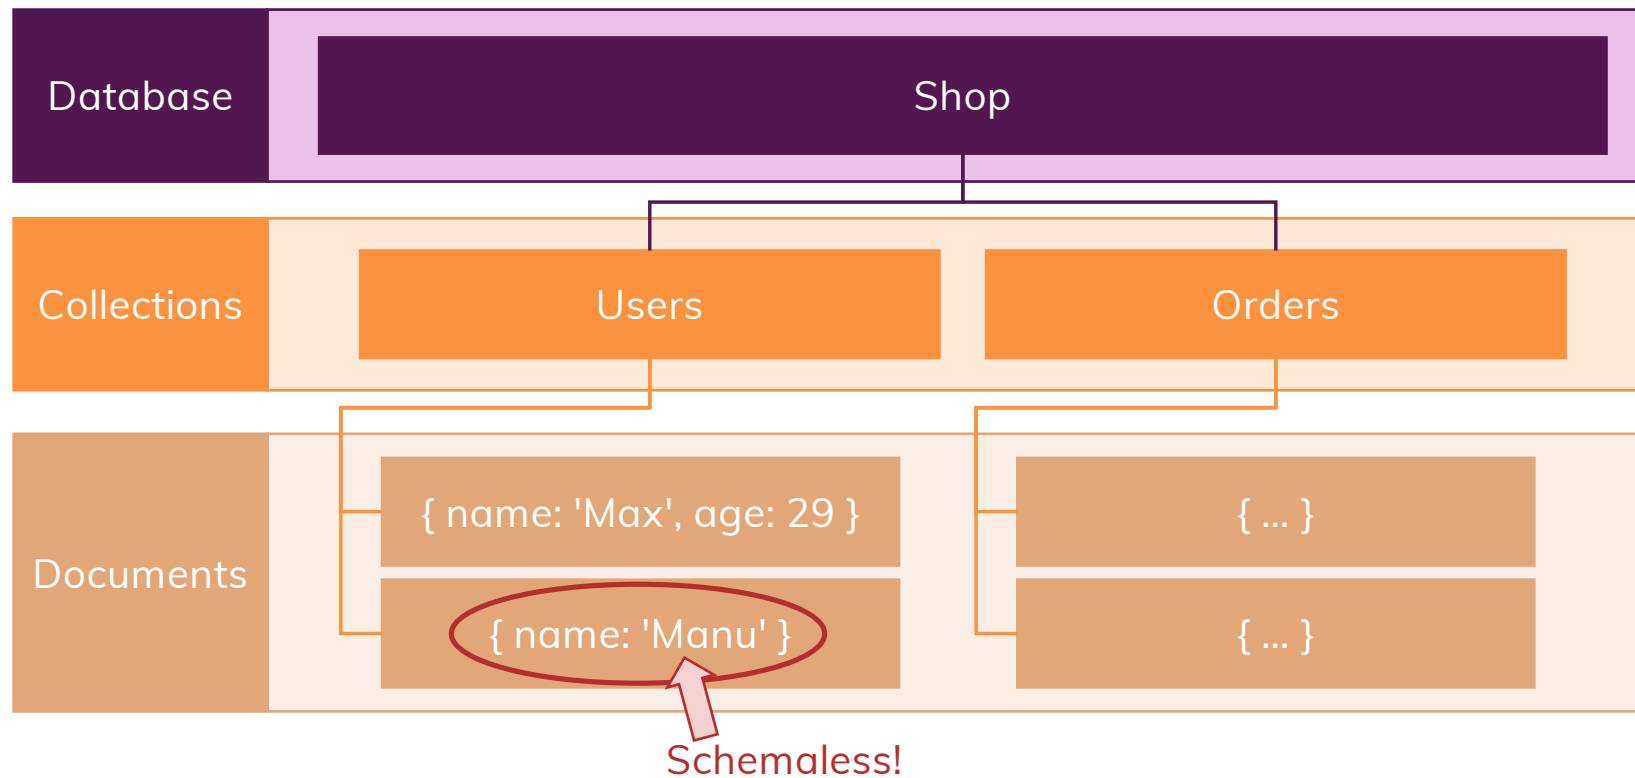 Database
Shop
Collections
Users
Orders
Documents
{ name: 'Max', age: 29 }
{ ... }
{ name: 'Manu' }
{ ... }
Schemaless!